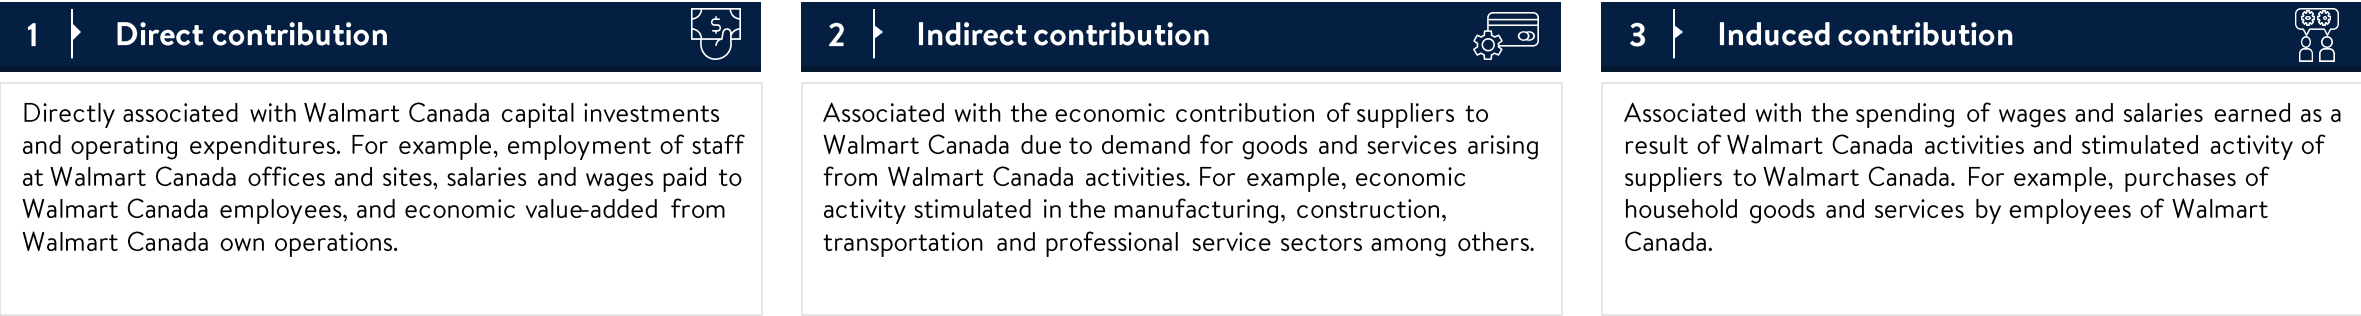 1 Direct contribution
Directly associated with Walmart Canada capital investments
and operating expenditures. For example, employment of staff
at Walmart Canada offices and sites, salaries and wages paid to
Walmart Canada employees, and economic value-added from
Walmart Canada own operations.
2 Indirect contribution
Associated with the economic contribution of suppliers to
Walmart Canada due to demand for goods and services arising
from Walmart Canada activities. For example, economic
activity stimulated in the manufacturing, construction,
transportation and professional service sectors among others.
3 Induced contribution
Associated with the spending of wages and salaries earned as a
result of Walmart Canada activities and stimulated activity of
suppliers to Walmart Canada. For example, purchases of
household goods and services by employees of Walmart
Canada.